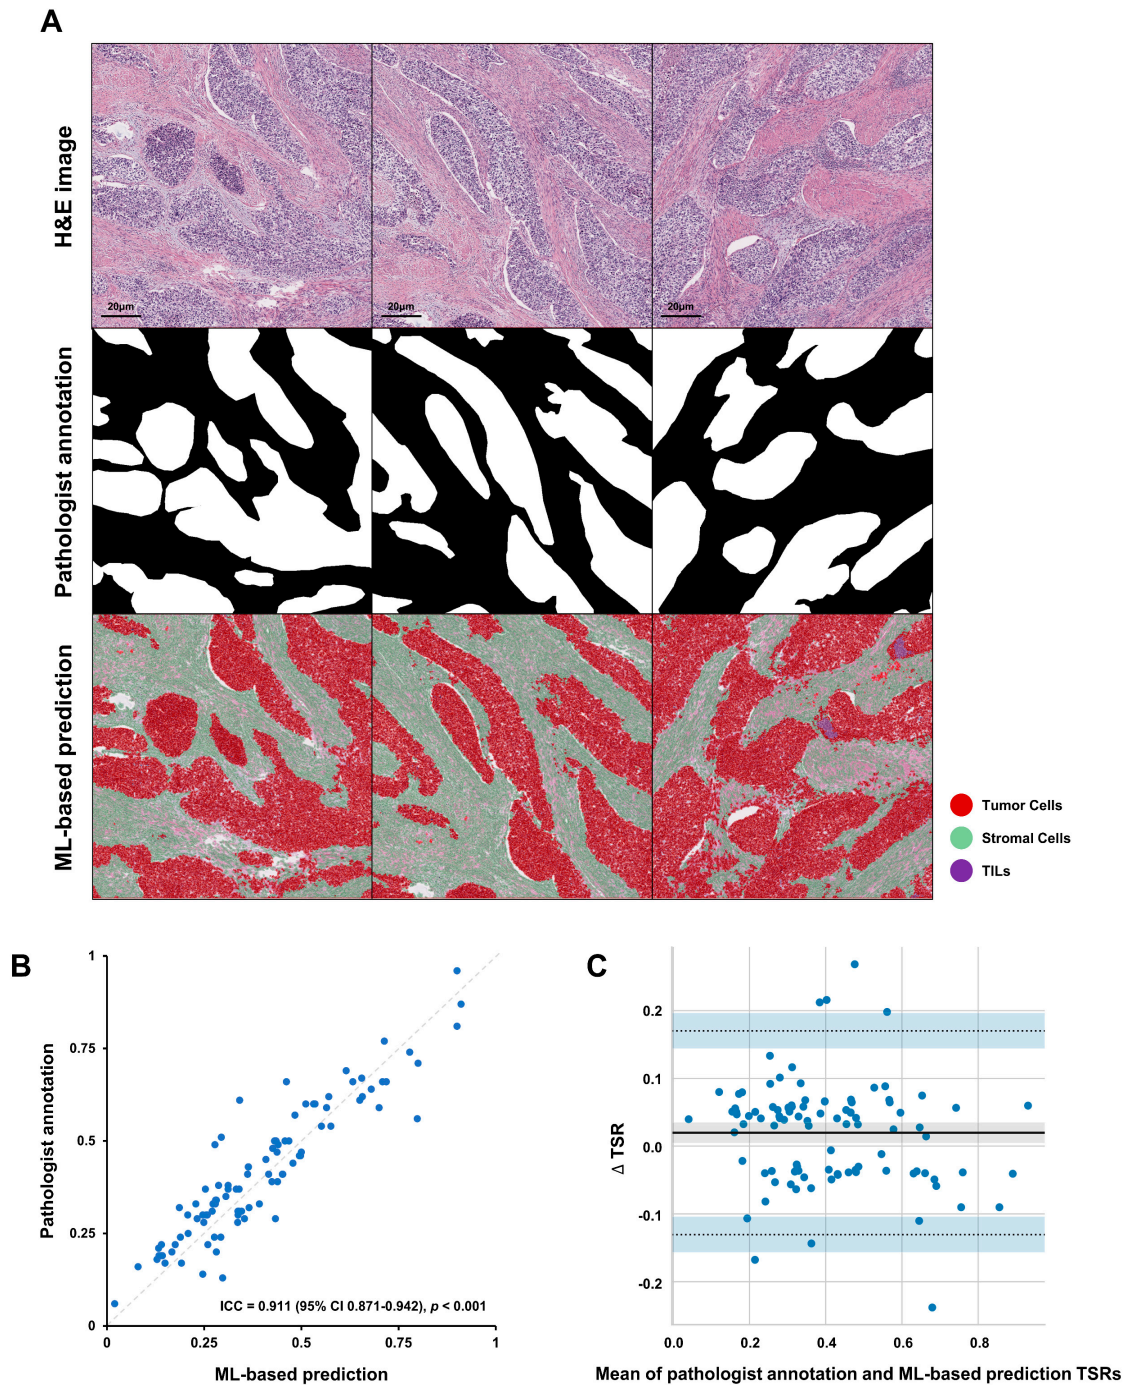 A
H&E image
20µm
20µm
20µm
Pathologist annotation
ML-based prediction
Tumor Cells
Stromal Cells
TILs
B
Pathologist annotation
1
0.75
0.5
0.25
0
ICC = 0.911 (95% CI 0.871-0.942), p < 0.001
0
0.25
0.5
0.75
1
ML-based prediction
C
Δ TSR
0.2
0.1
0.0
-0.1
-0.2
0.0
0.2
0.4
0.6
0.8
Mean of pathologist annotation and ML-based prediction TSRs